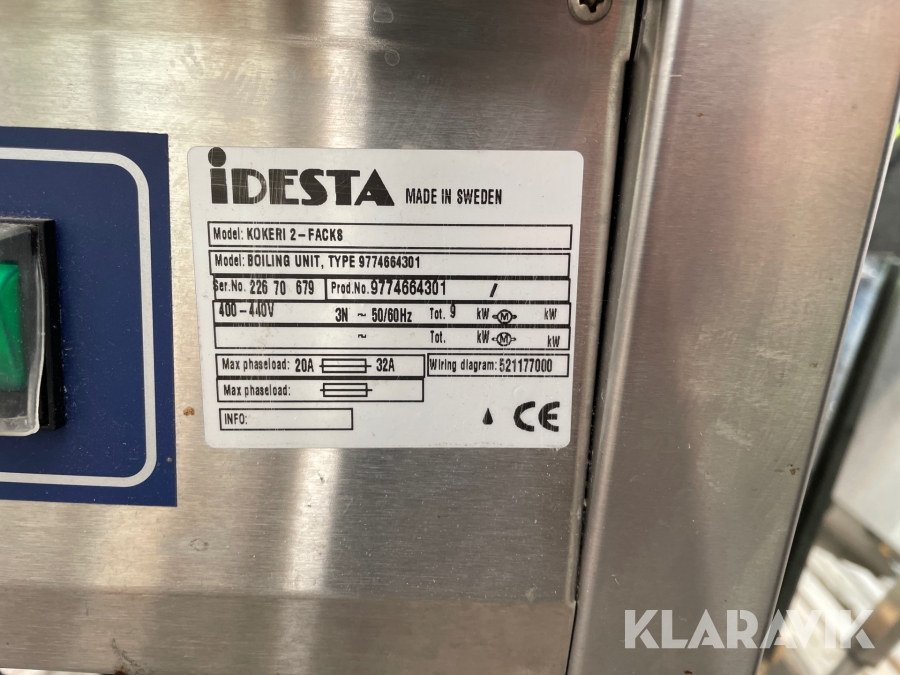 iDESTA MADE IN SWEDEN
Model: KOKERI 2-FACKS
Model: BOILING UNIT, TYPE 9774664301
Ser.No. 226 70 679 Prod.No. 9774664301 /
400-440V 3N ~ 50/60Hz Tot. 9 kW M kW
~ Tot. kW M kW
Max phaseload: 20A 32A Wiring diagram: 521177000
Max phaseload:
INFO: CE
KLARAVIK